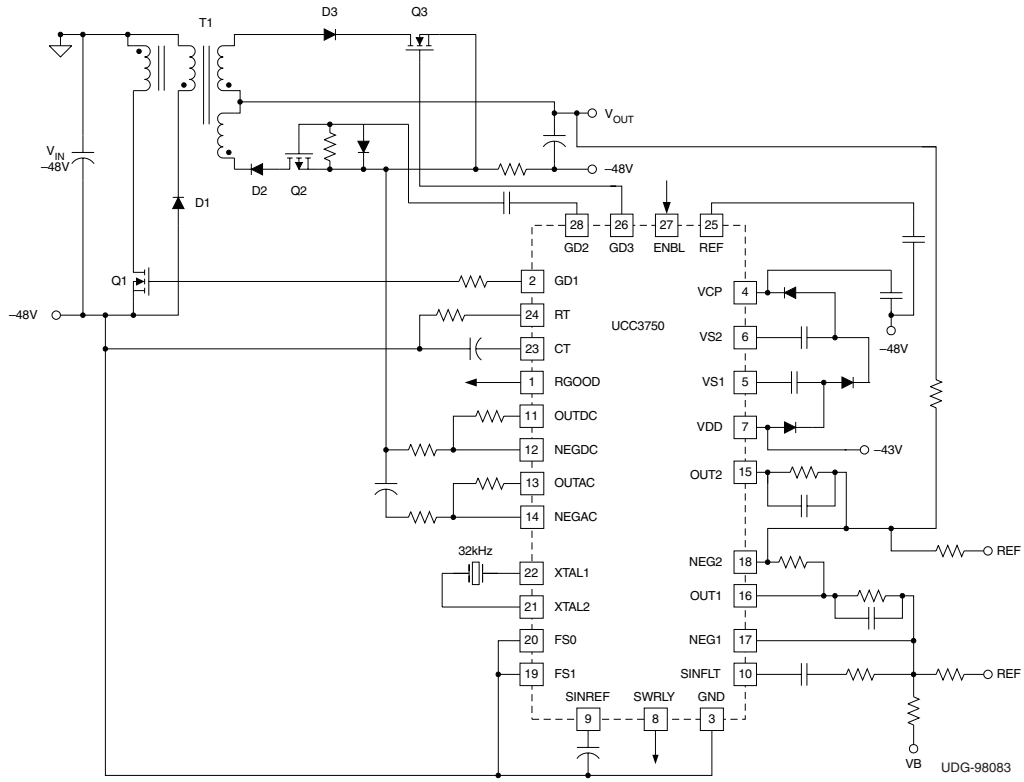 T1
D3
Q3
VIN
–48V
D1
D2
Q2
VOUT
–48V
Q1
–48V
28
26
27
25
GD2
GD3
ENBL
REF
2
GD1
24
RT
23
CT
1
RGOOD
11
OUTDC
12
NEGDC
13
OUTAC
14
NEGAC
32kHz
22
XTAL1
21
XTAL2
20
FS0
19
FS1
UCC3750
VCP
4
–48V
VS2
6
VS1
5
VDD
7
–43V
OUT2
15
NEG2
18
REF
OUT1
16
NEG1
17
SINFLT
10
REF
SINREF
SWRLY
GND
9
8
3
VB
UDG-98083